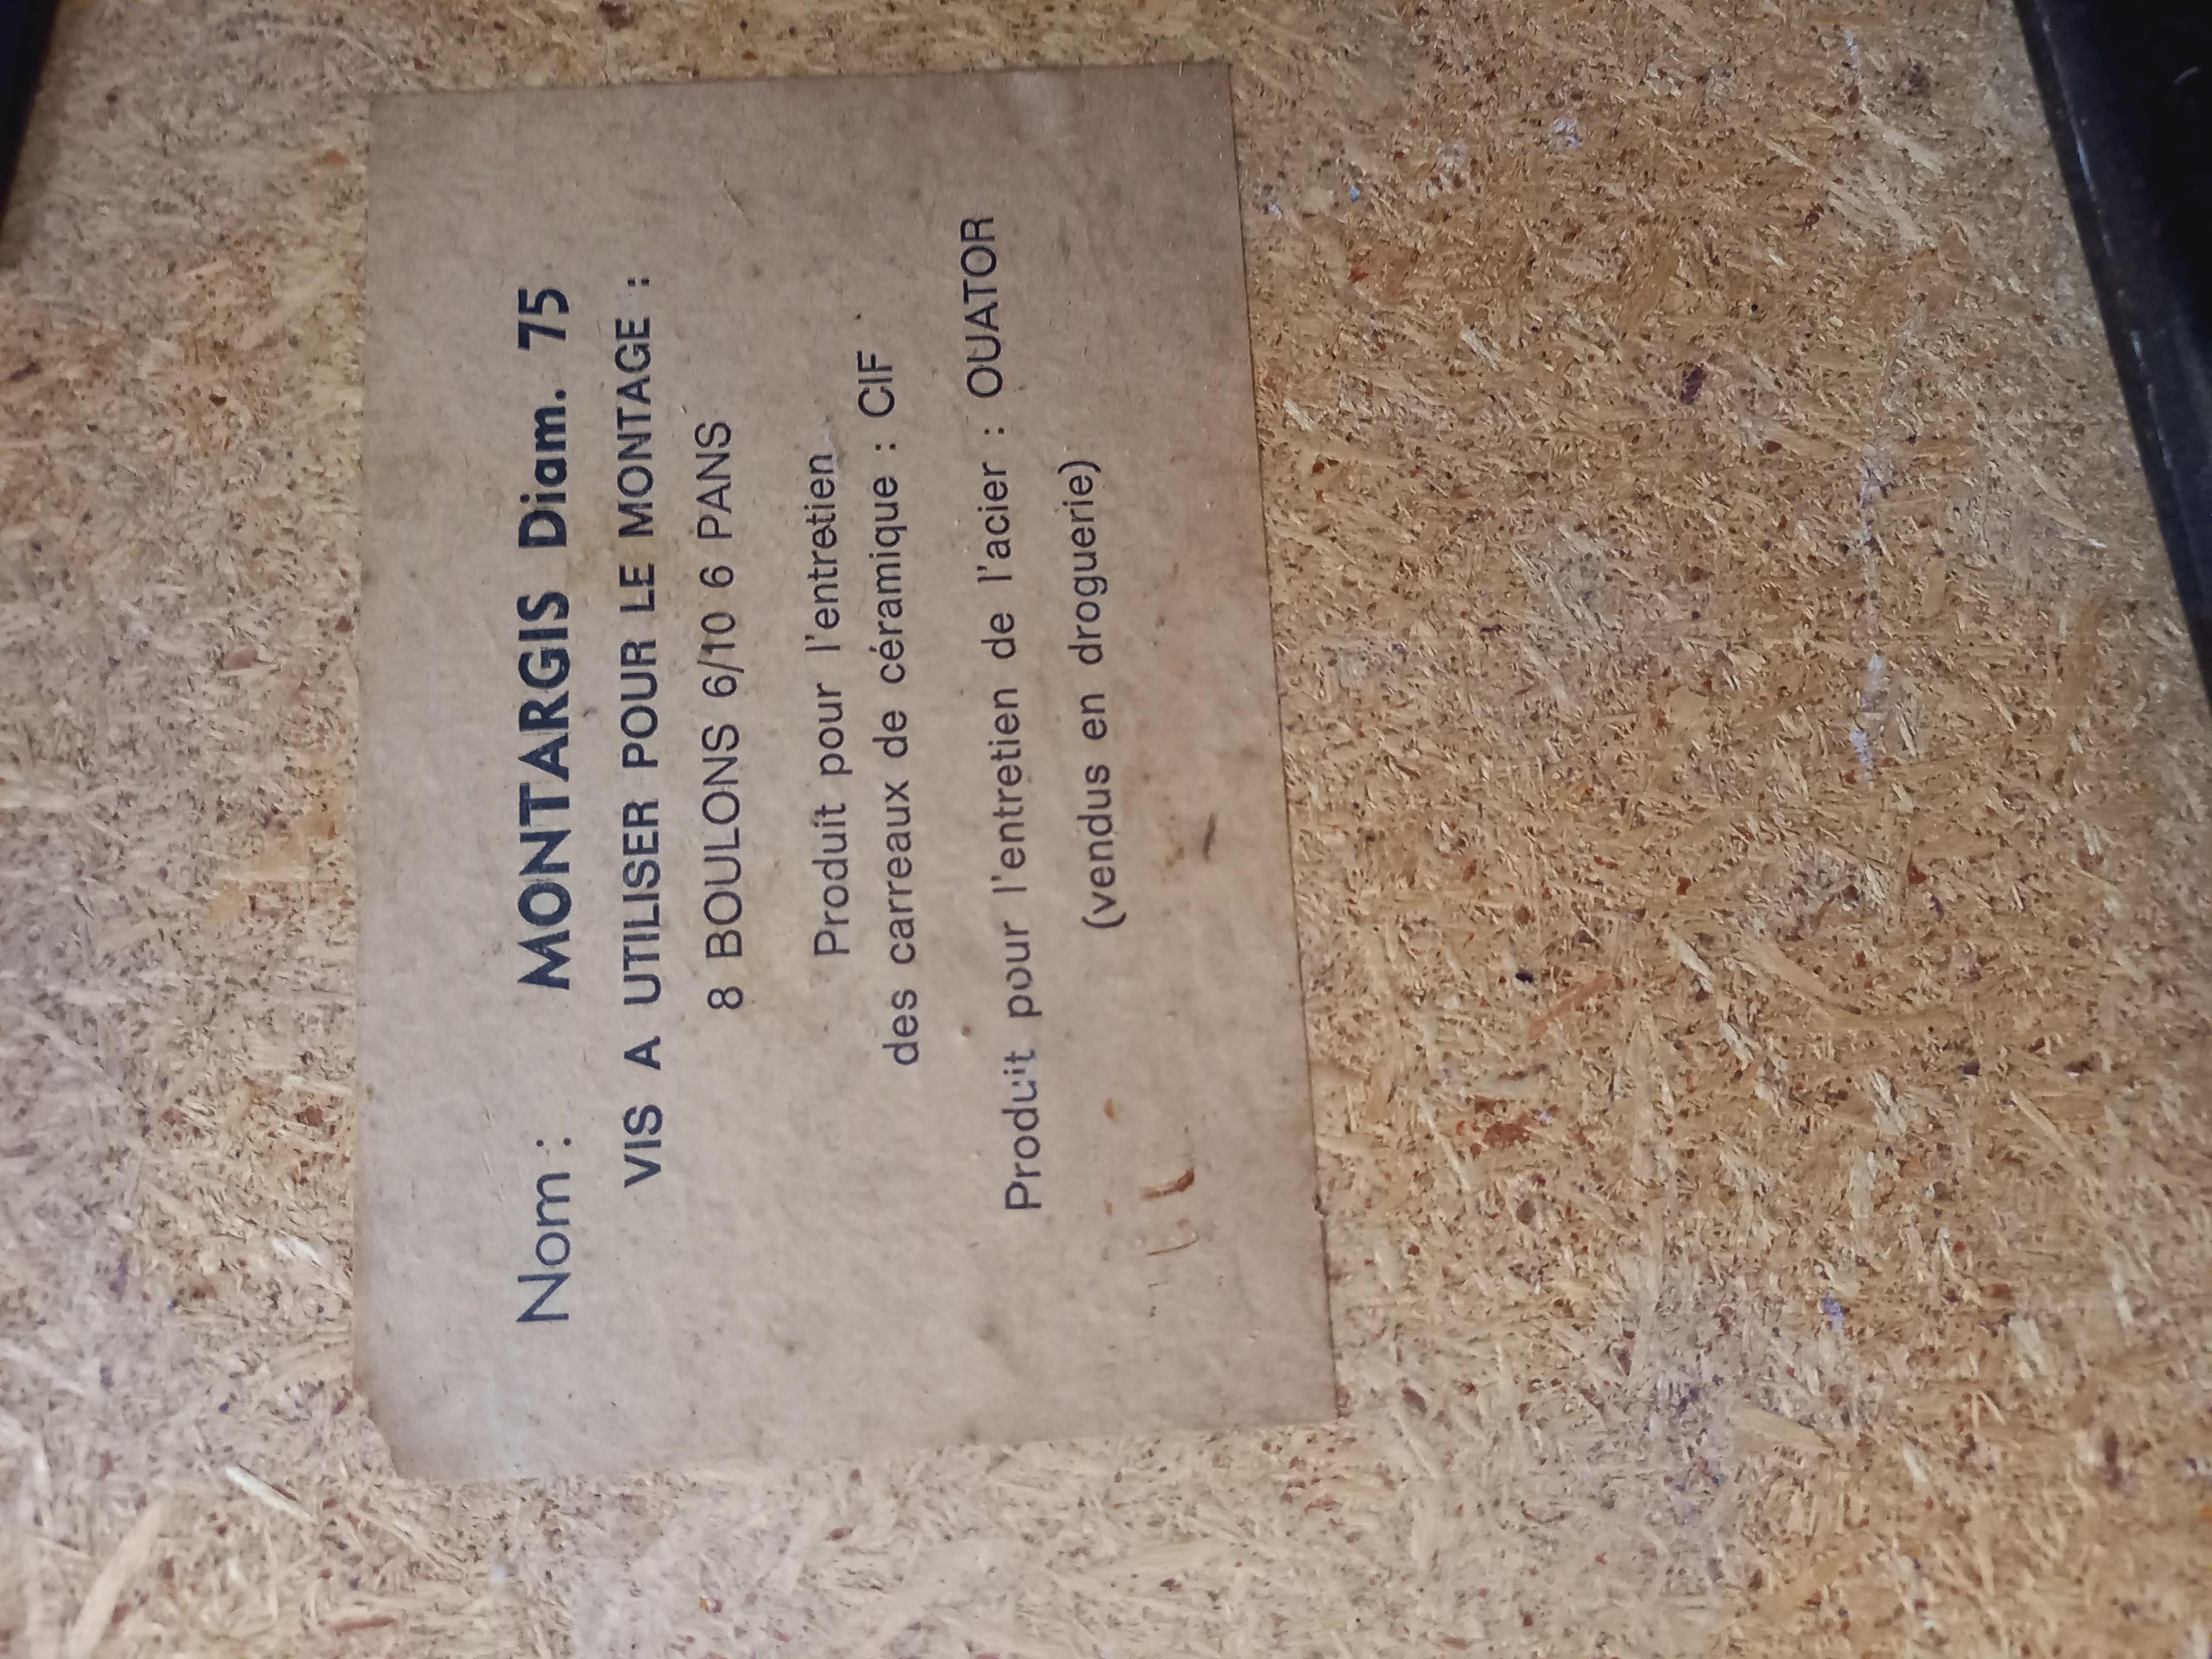 Nom : MONTARGIS Diam. 75
VIS A UTILISER POUR LE MONTAGE :
8 BOULONS 6/10 6 PANS
Produit pour l'entretien
des carreaux de céramique : CIF
Produit pour l'entretien de l'acier : OUATOR
(vendus en droguerie)